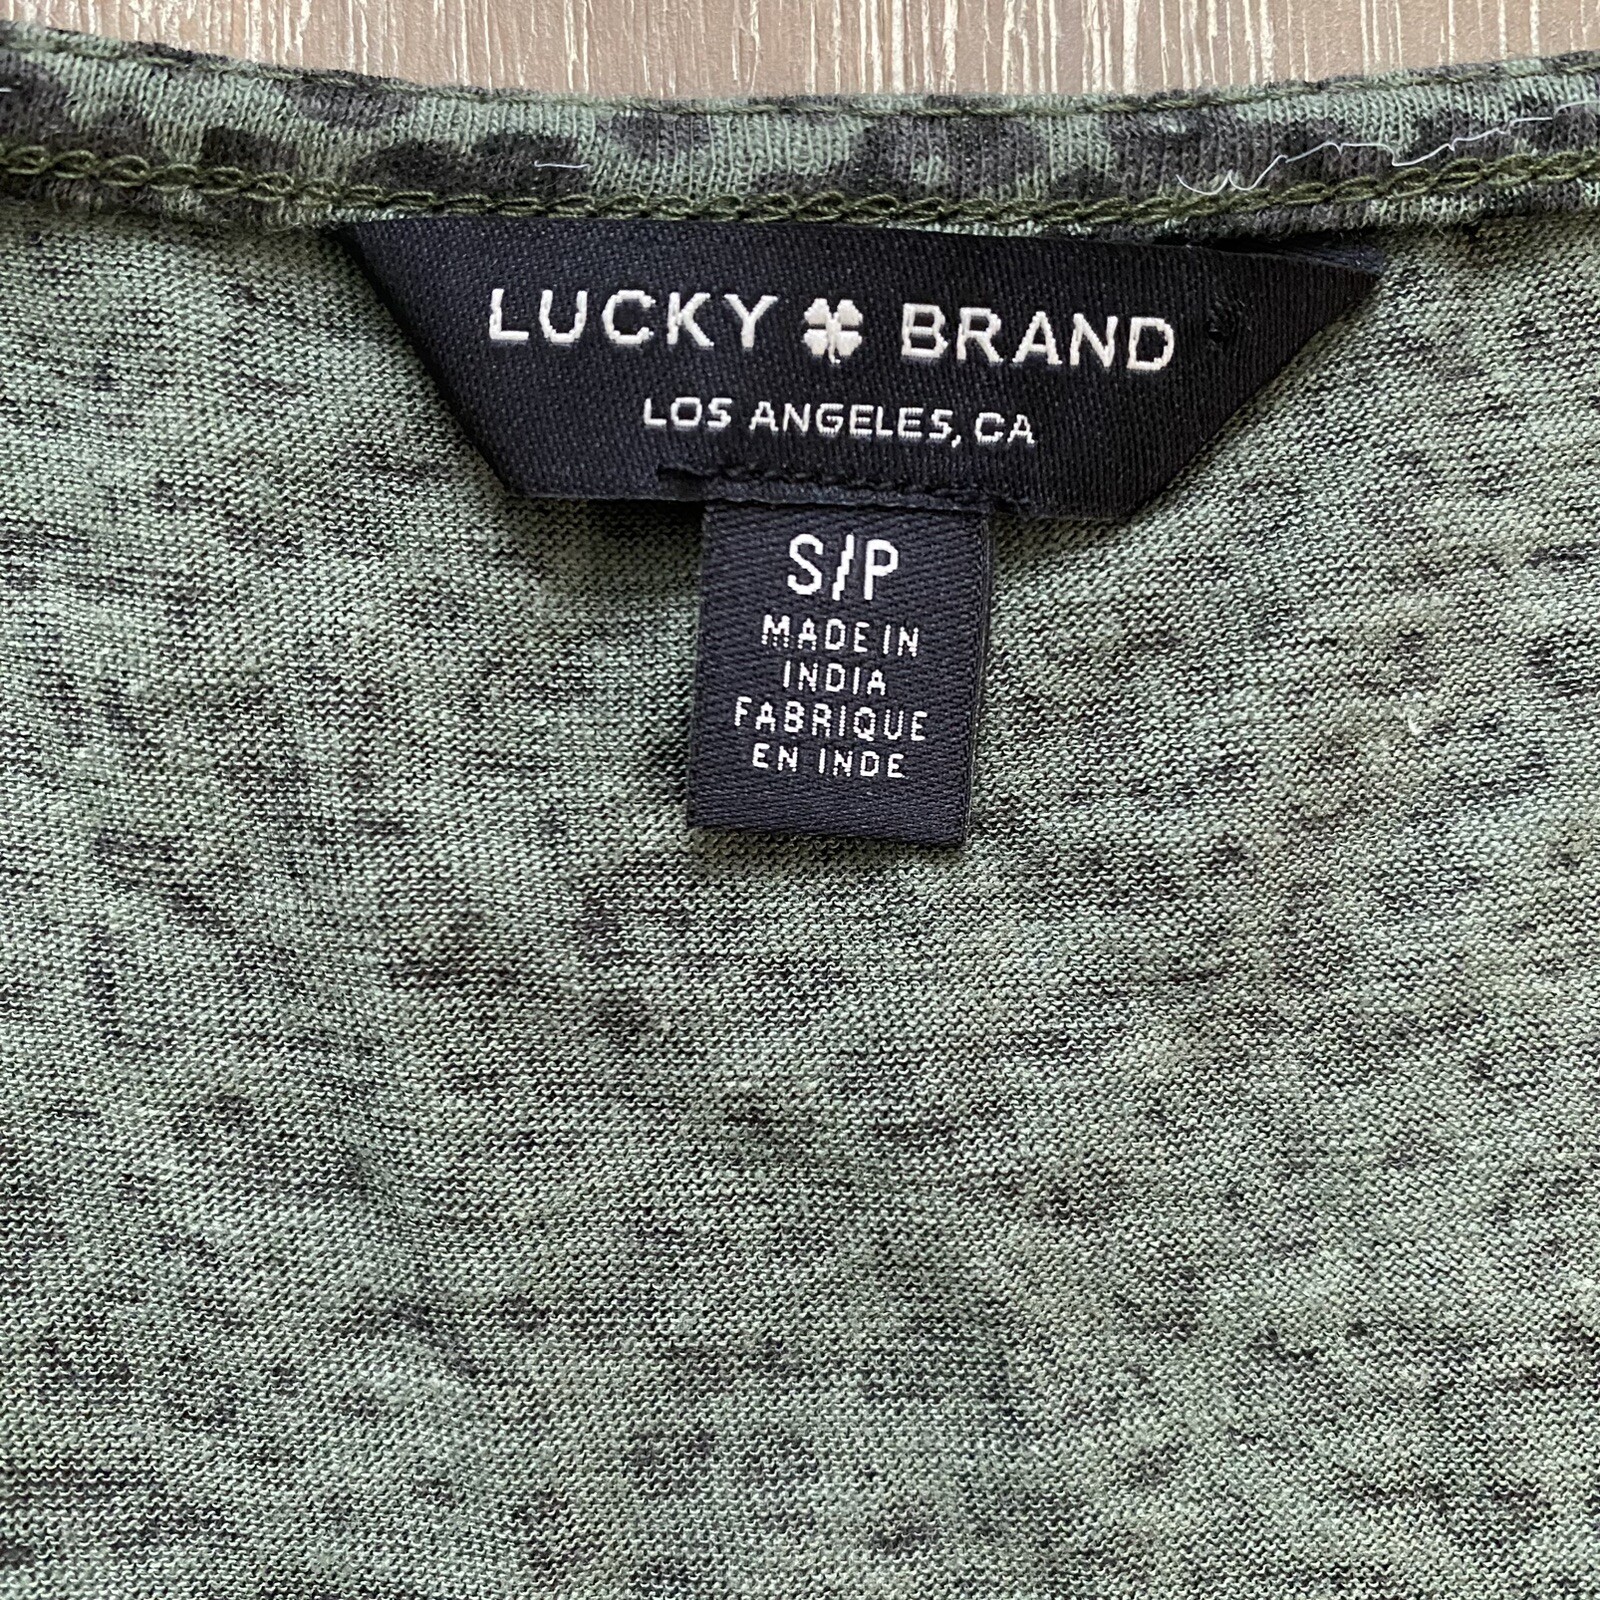 LUCKY BRAND
LOS ANGELES, CA
S/P
MADE IN
INDIA
FABRIQUE
EN INDE